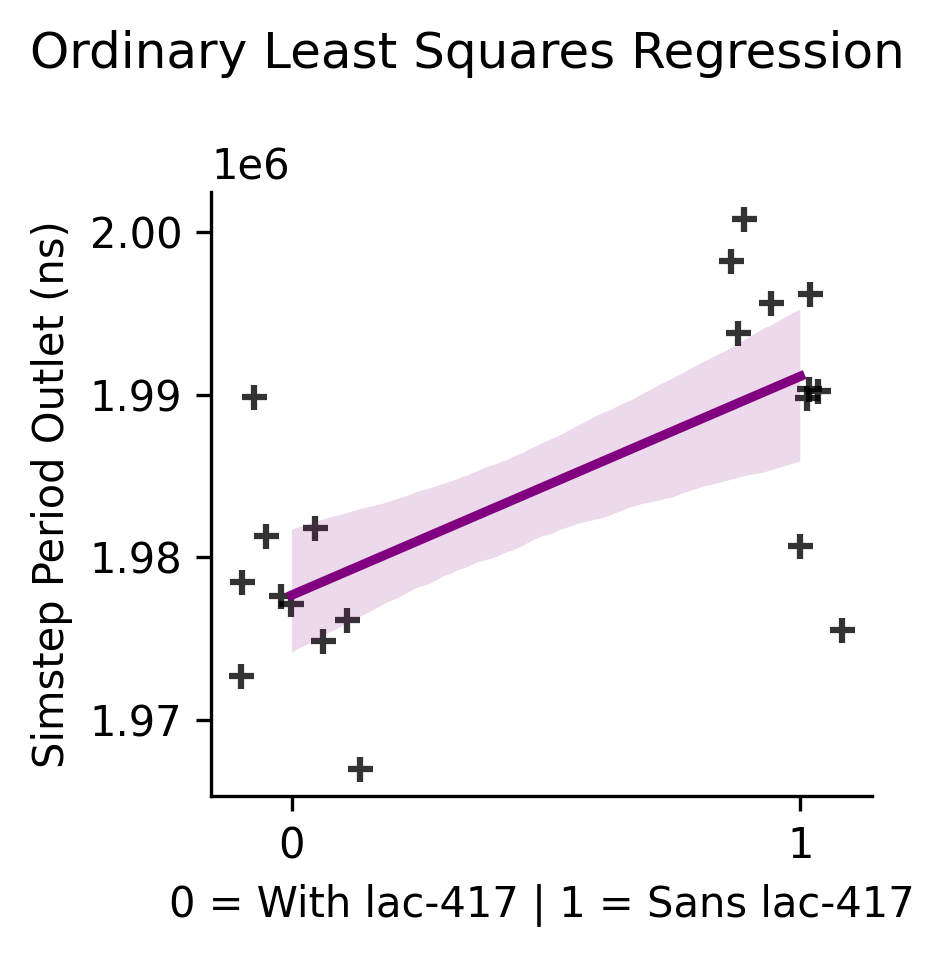 Ordinary Least Squares Regression
1e6
2.00
1.99
1.98
1.97
Simstep Period Outlet (ns)
0 1
0 = With lac-417 | 1 = Sans lac-417